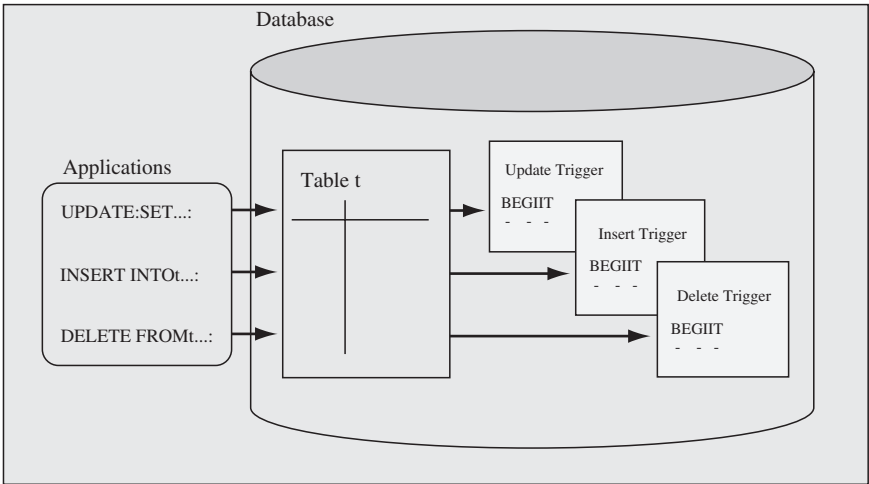 Database
Applications
UPDATE:SET...:
INSERT INTOt...:
DELETE FROMt...:
Table t
Update Trigger
BEGIIT
- - -
Insert Trigger
BEGIIT
- - -
Delete Trigger
BEGIIT
- - -